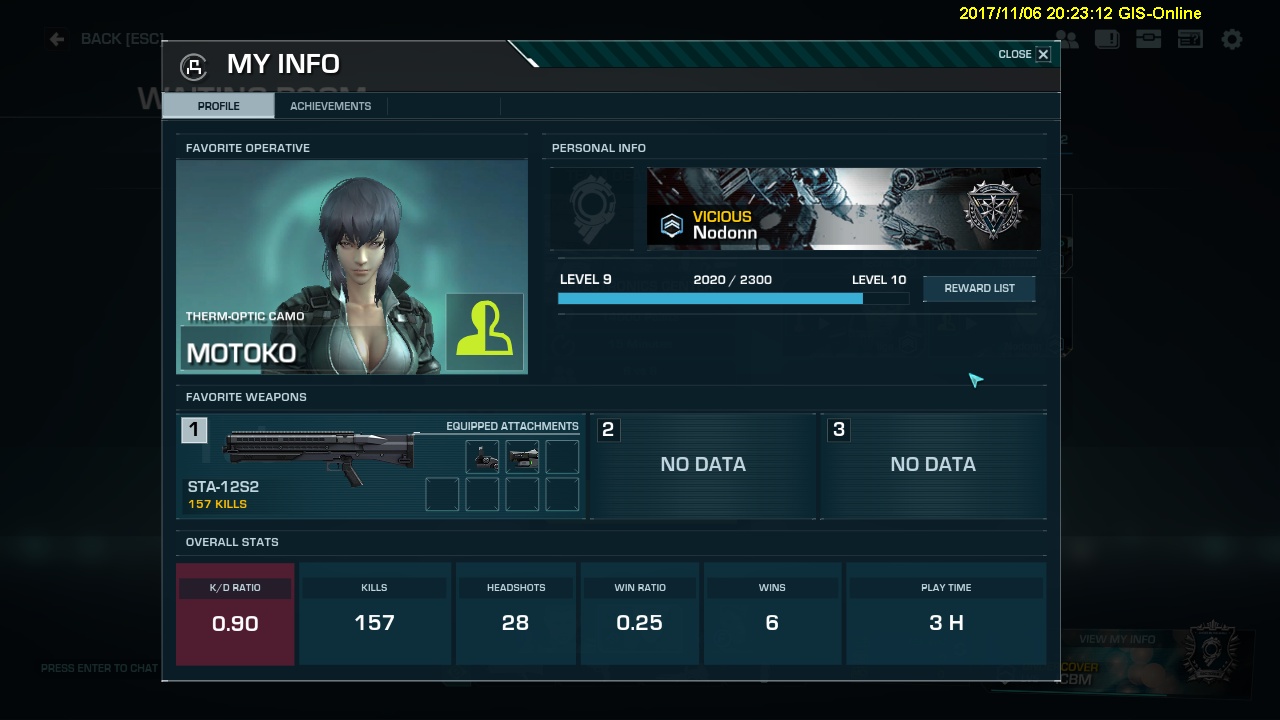 2017/11/06 20:23:12 GIS-Online
BACK [ESC]
MY INFO
CLOSE
PROFILE
ACHIEVEMENTS
FAVORITE OPERATIVE
PERSONAL INFO
VICIOUS
Nodonn
LEVEL 9
2020 / 2300
LEVEL 10
REWARD LIST
THERM-OPTIC CAMO
MOTOKO
FAVORITE WEAPONS
1
EQUIPPED ATTACHMENTS
STA-12S2
157 KILLS
2
NO DATA
3
NO DATA
OVERALL STATS
K/D RATIO
KILLS
HEADSHOTS
WIN RATIO
WINS
PLAY TIME
0.90
157
28
0.25
6
3 H
VIEW MY INFO
PRESS ENTER TO CHAT